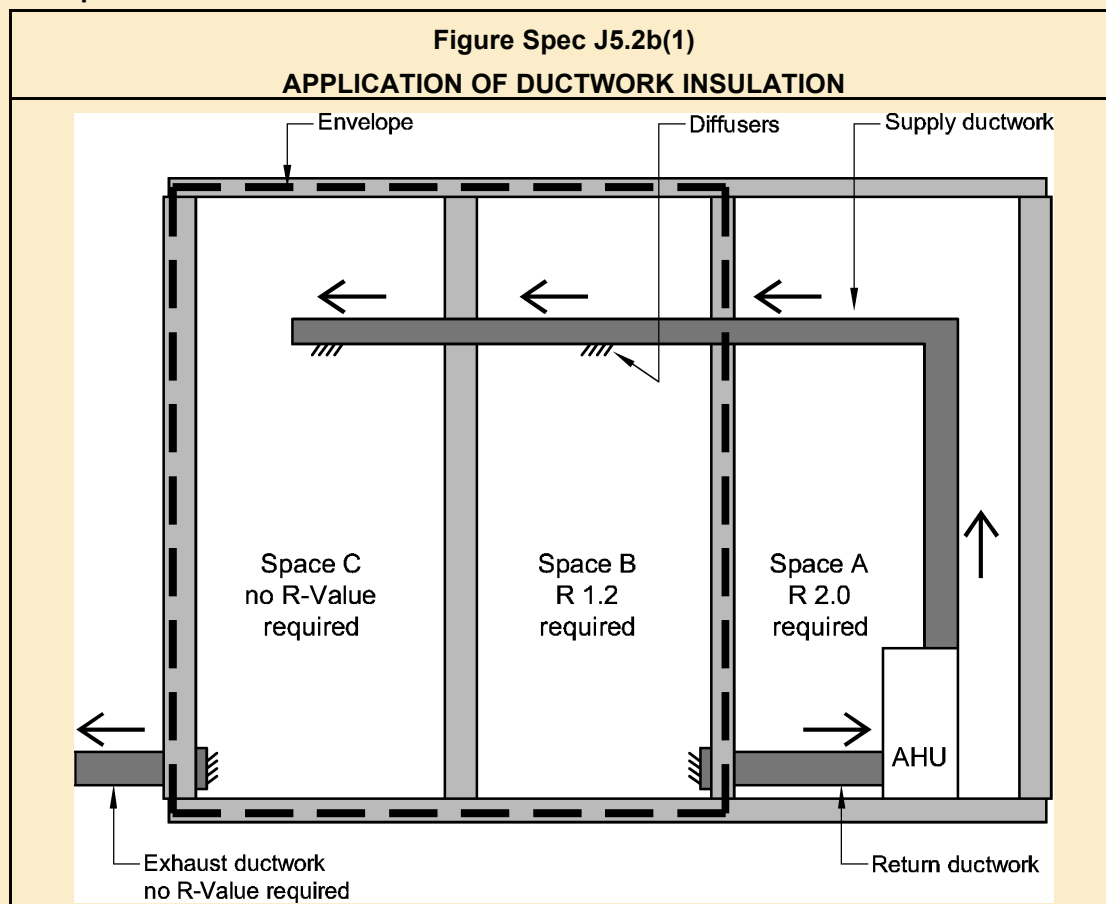 Figure Spec J5.2b(1)
APPLICATION OF DUCTWORK INSULATION
Envelope
Diffusers
Supply ductwork
Space C
no R-Value
required
Space B
R 1.2
required
Space A
R 2.0
required
AHU
Exhaust ductwork
no R-Value required
Return ductwork